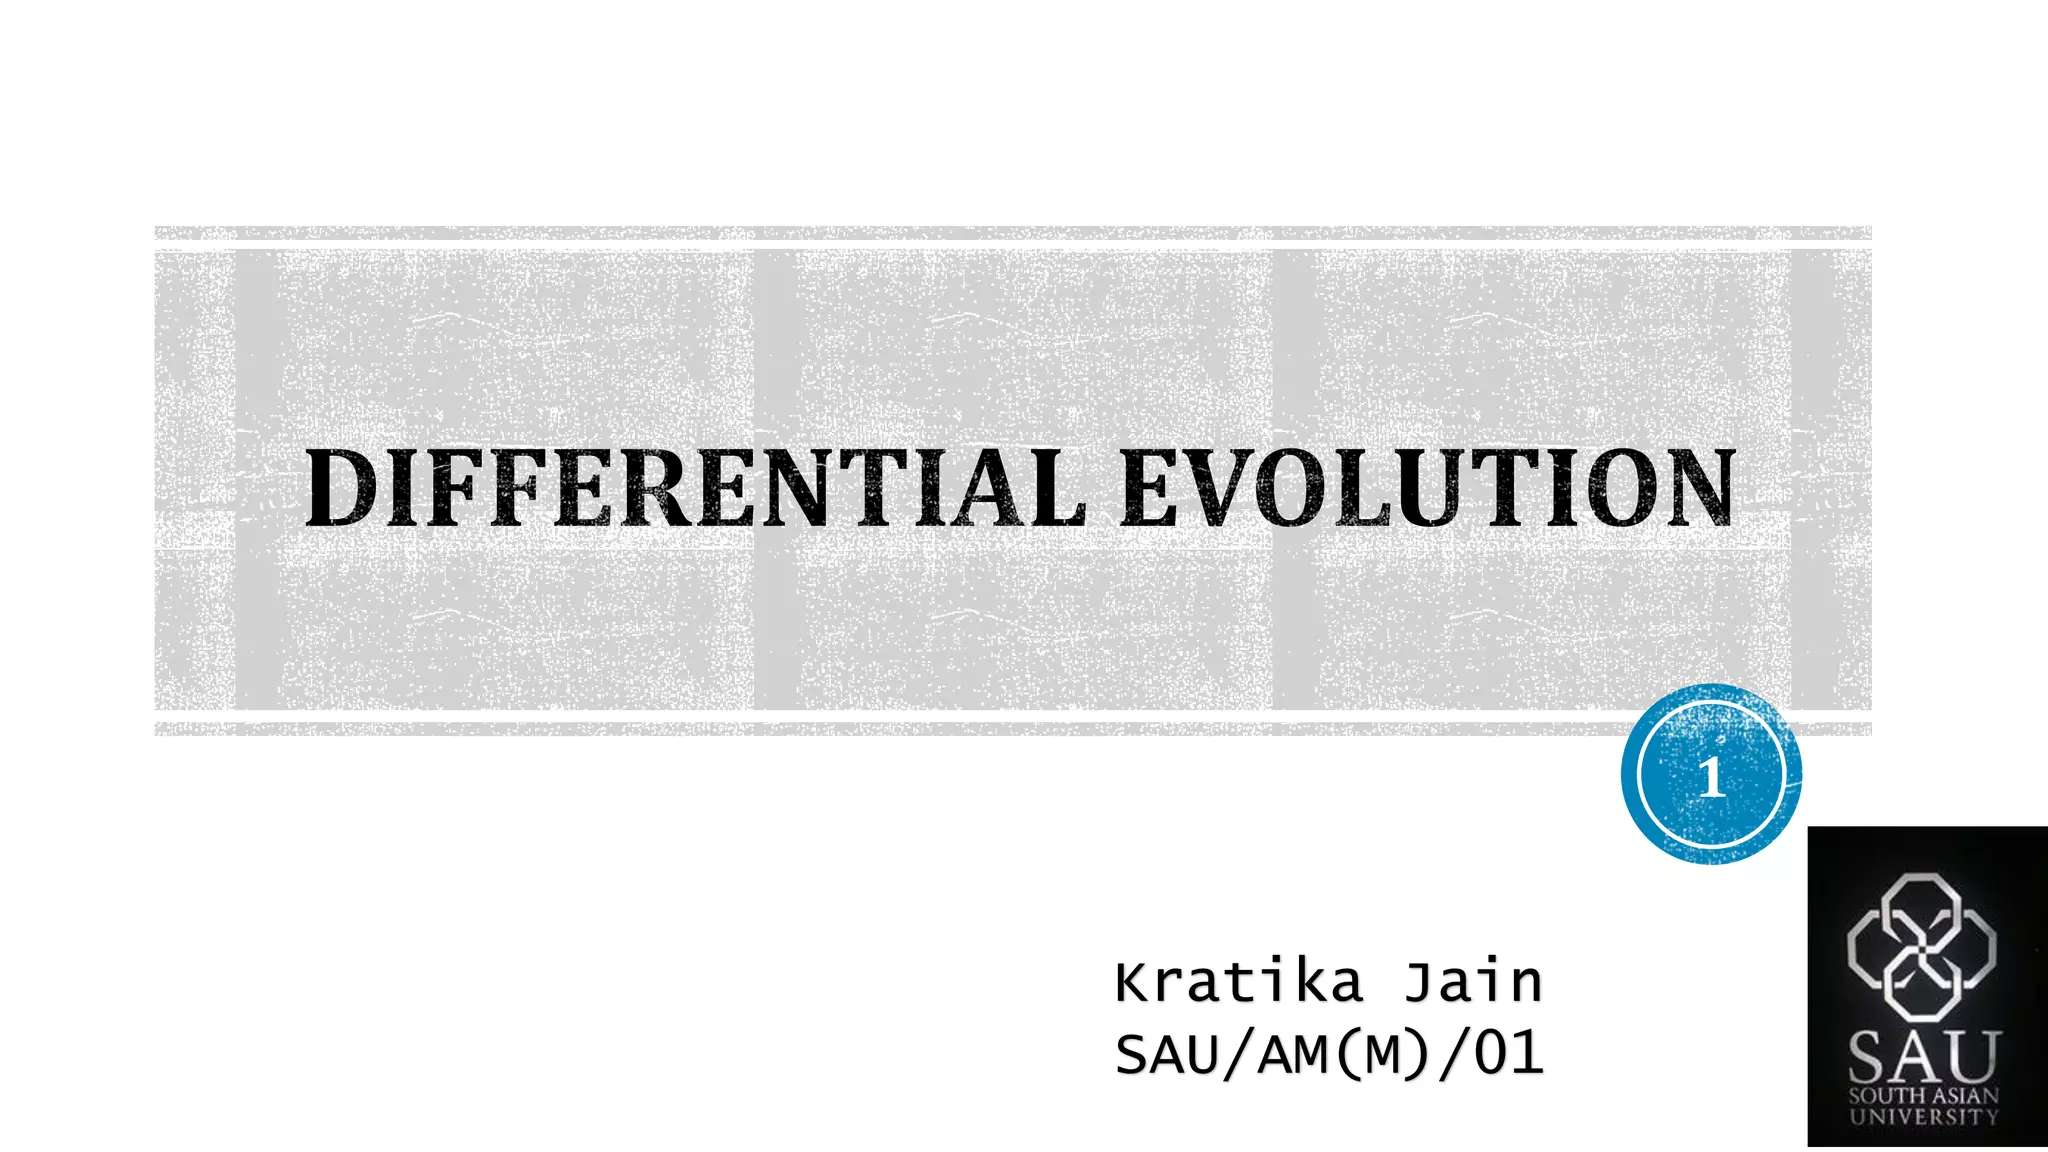 DIFFERENTIAL EVOLUTION
1
Kratika Jain
SAU/AM(M)/01
SAU
SOUTH ASIAN
UNIVERSITY